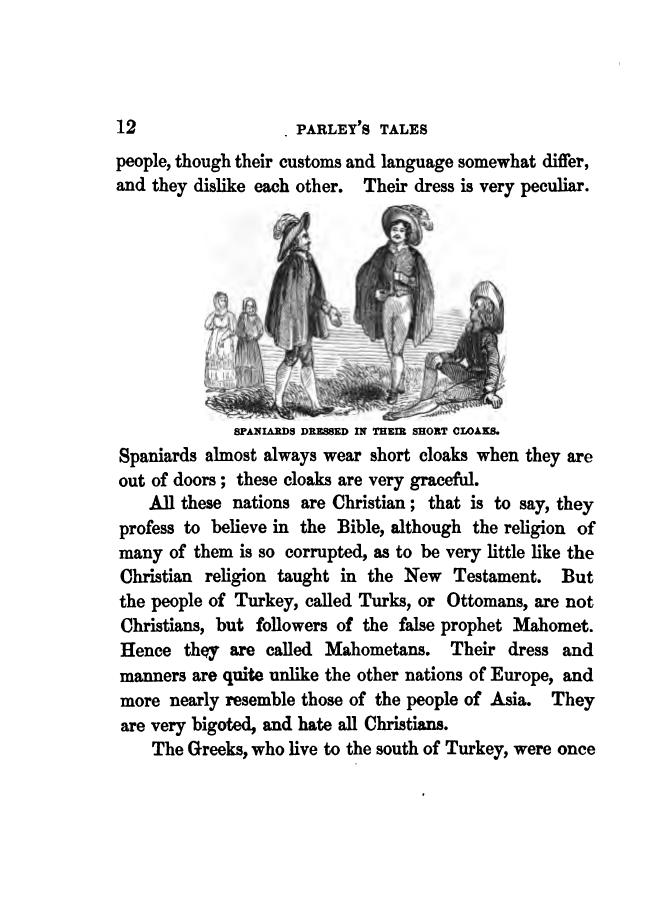 12 PARLEY'S TALES
people, though their customs and language somewhat differ,
and they dislike each other. Their dress is very peculiar.
SPANIARDS DRESSED IN THEIR SHORT CLOAKS.
Spaniards almost always wear short cloaks when they are
out of doors; these cloaks are very graceful.
All these nations are Christian; that is to say, they
profess to believe in the Bible, although the religion of
many of them is so corrupted, as to be very little like the
Christian religion taught in the New Testament. But
the people of Turkey, called Turks, or Ottomans, are not
Christians, but followers of the false prophet Mahomet.
Hence they are called Mahometans. Their dress and
manners are quite unlike the other nations of Europe, and
more nearly resemble those of the people of Asia. They
are very bigoted, and hate all Christians.
The Greeks, who live to the south of Turkey, were once